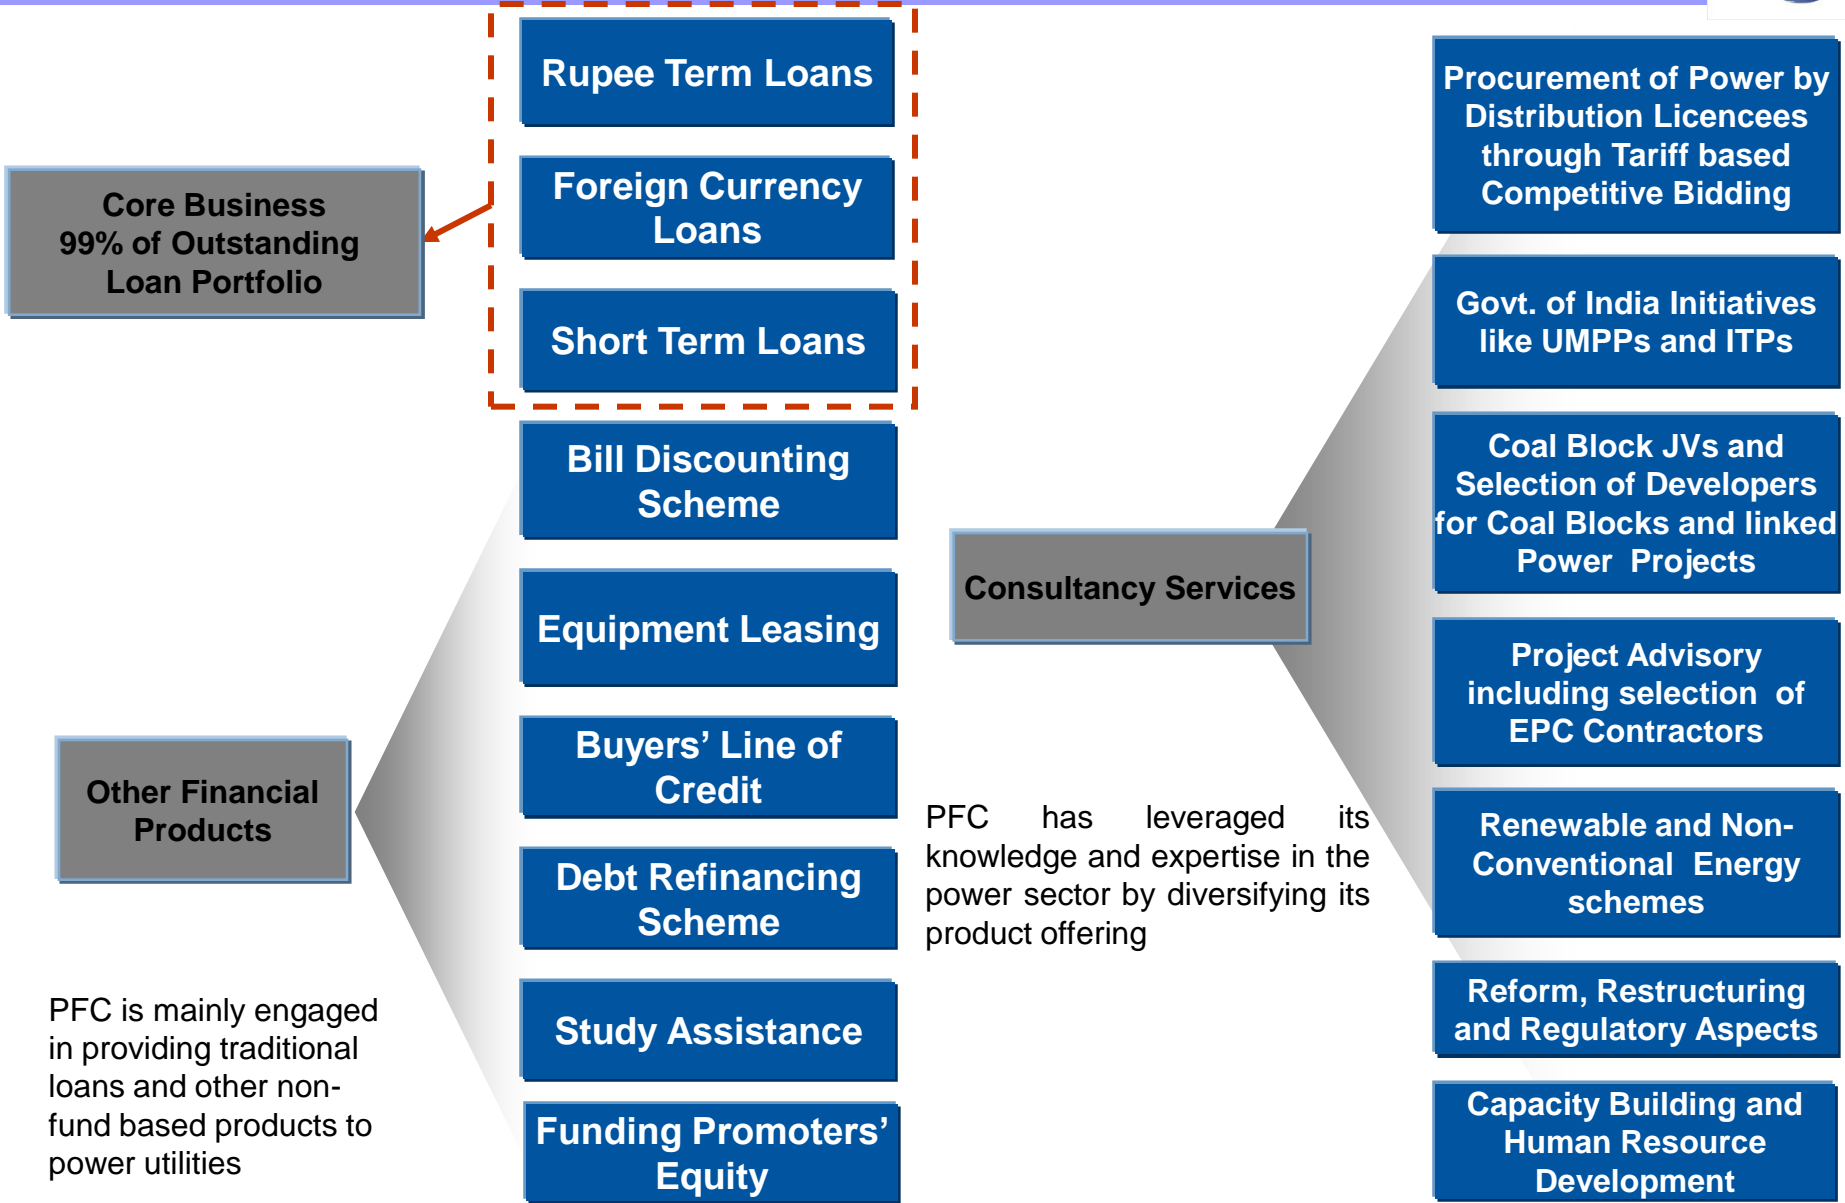 Rupee Term Loans
Foreign Currency
Loans
Short Term Loans
Core Business
99% of Outstanding
Loan Portfolio
Bill Discounting
Scheme
Equipment Leasing
Buyers’ Line of
Credit
Debt Refinancing
Scheme
Study Assistance
Funding Promoters’
Equity
Other Financial
Products
PFC is mainly engaged
in providing traditional
loans and other non-
fund based products to
power utilities
Procurement of Power by
Distribution Licencees
through Tariff based
Competitive Bidding
Govt. of India Initiatives
like UMPPs and ITPs
Coal Block JVs and
Selection of Developers
for Coal Blocks and linked
Power Projects
Project Advisory
including selection of
EPC Contractors
Renewable and Non-
Conventional Energy
schemes
Reform, Restructuring
and Regulatory Aspects
Capacity Building and
Human Resource
Development
Consultancy Services
PFC has leveraged its
knowledge and expertise in the
power sector by diversifying its
product offering